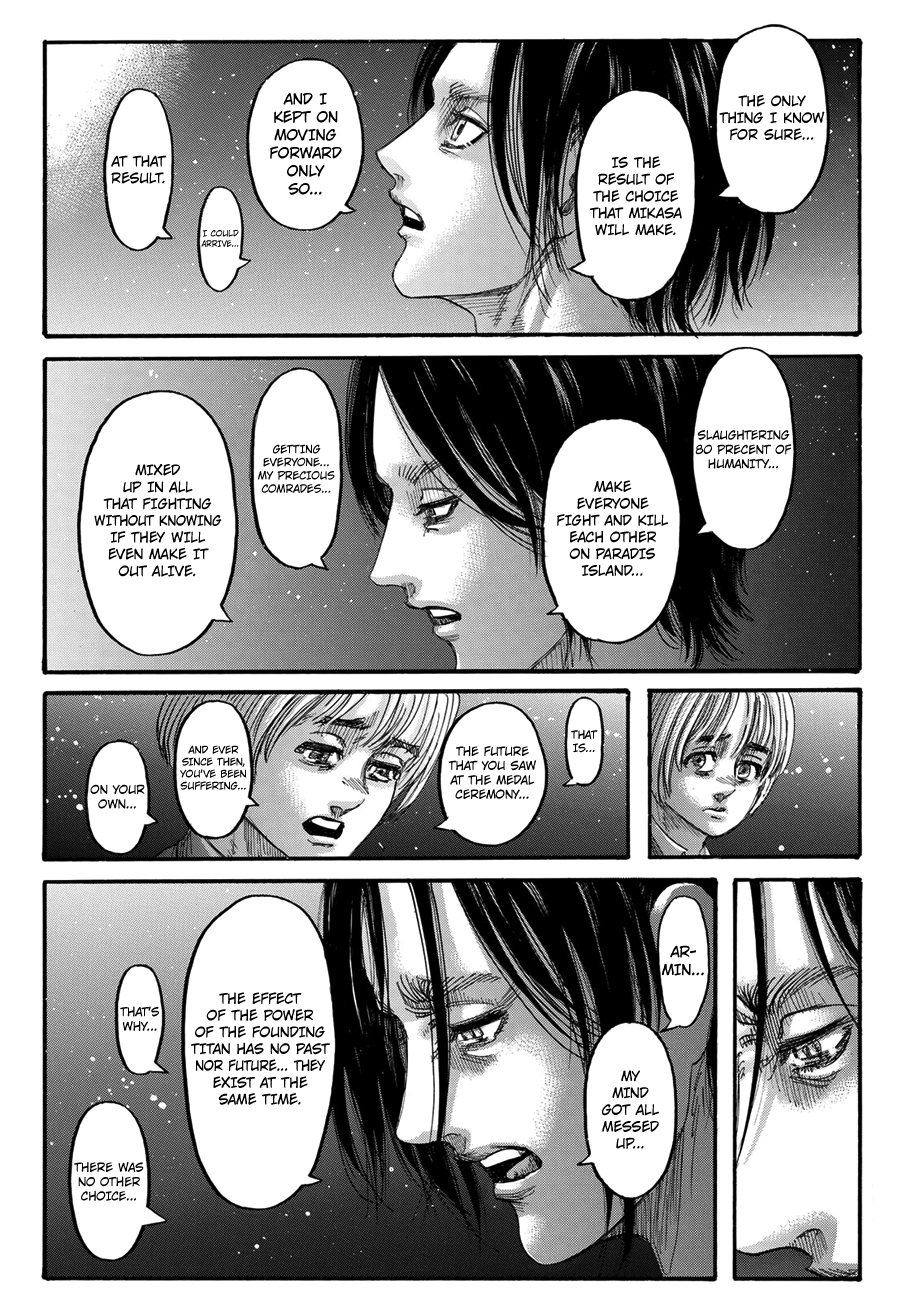 THE ONLY
THING I KNOW
FOR SURE...
IS THE
RESULT OF
THE CHOICE
THAT MIKASA
WILL MAKE.
AND I
KEPT ON
MOVING
FORWARD
ONLY
SO...
I COULD
ARRIVE...
AT THAT
RESULT.
SLAUGHTERING
80 PRECENT OF
HUMANITY...
MAKE
EVERYONE
FIGHT AND KILL
EACH OTHER
ON PARADIS
ISLAND...
GETTING
EVERYONE...
MY PRECIOUS
COMRADES...
MIXED
UP IN ALL
THAT FIGHTING
WITHOUT KNOWING
IF THEY WILL
EVEN MAKE IT
OUT ALIVE.
THAT
IS...
THE FUTURE
THAT YOU SAW
AT THE MEDAL
CEREMONY...
AND EVER
SINCE THEN,
YOU'VE BEEN
SUFFERING...
ON YOUR
OWN...
AR-
MIN...
MY
MIND
GOT ALL
MESSED
UP...
THE EFFECT
OF THE POWER
OF THE FOUNDING
TITAN HAS NO PAST
NOR FUTURE... THEY
EXIST AT THE
SAME TIME.
THAT'S
WHY...
THERE WAS
NO OTHER
CHOICE...